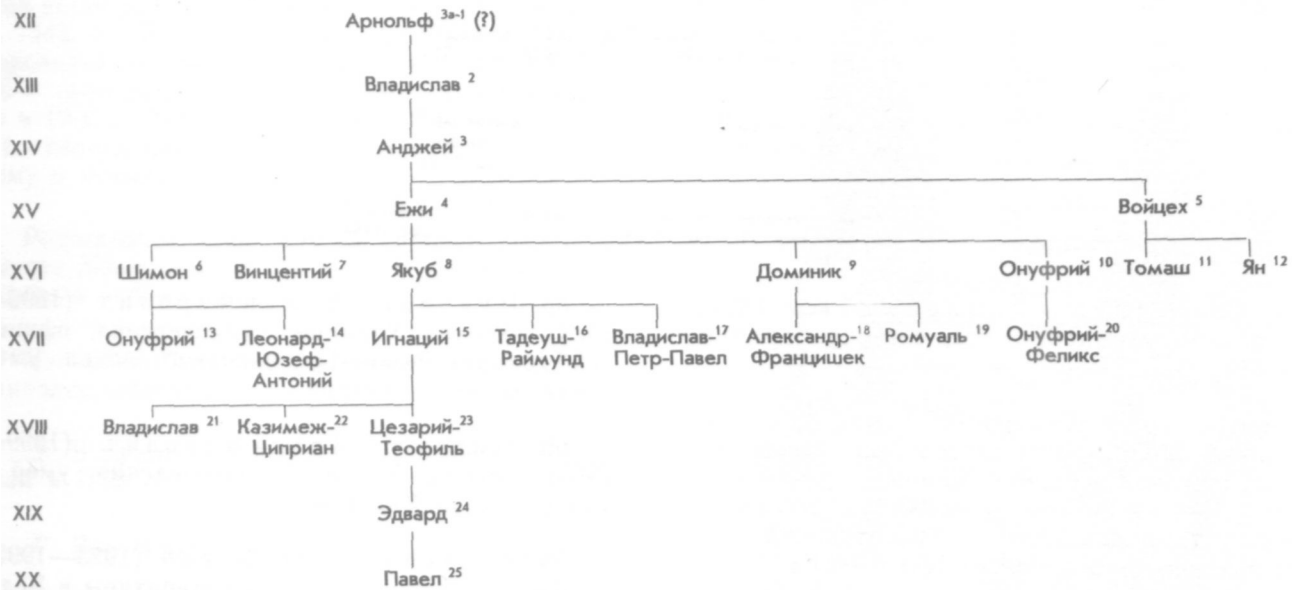 XII Арнольф 3а-1 (?)
XIII Владислав 2
XIV Анджей 3
XV Ежи 4 Войцех 5
XVI Шимон 6 Винцентий 7 Якуб 8 Доминик 9 Онуфрий 10 Томаш 11 Ян 12
XVII Онуфрий 13 Леонард-14 Игнаций 15 Тадеуш-16 Владислав-17 Александр-18 Ромуаль 19 Онуфрий-20
Юзеф- Раймунд Петр-Павел Францишек Феликс
Антоний
XVIII Владислав 21 Казимеж-22 Цезарий-23
Циприан Теофиль
XIX Эдвард 24
XX Павел 25